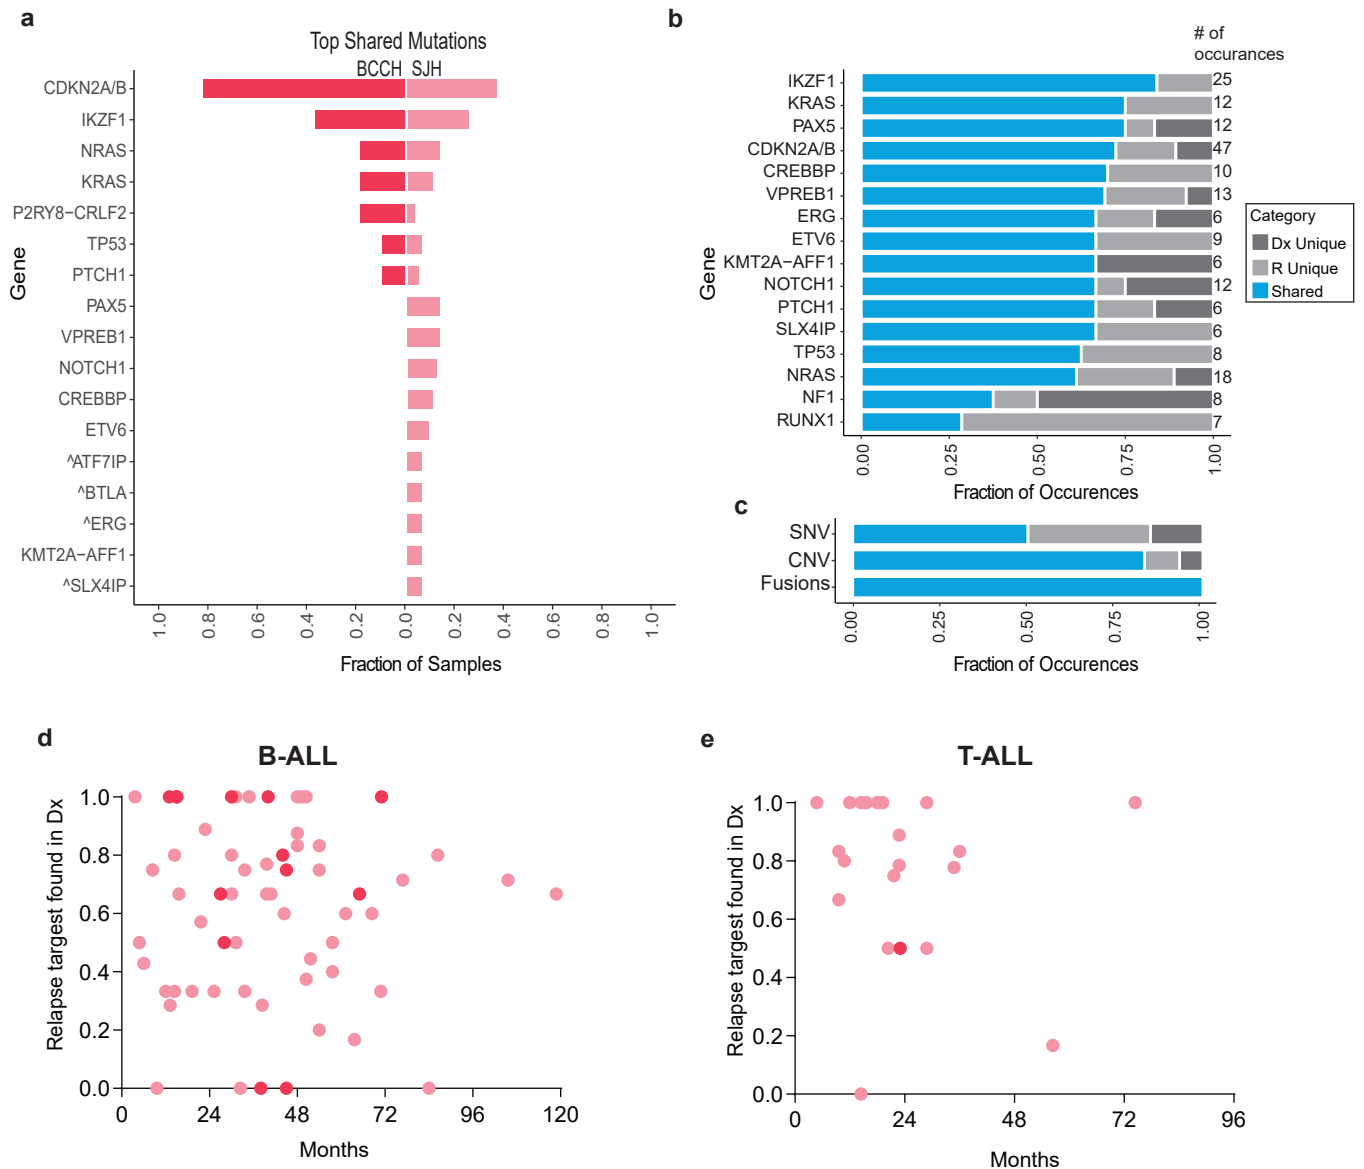 a
Top Shared Mutations
BCCH SJH
CDKN2A/B
IKZF1
NRAS
KRAS
P2RY8−CRLF2
TP53
PTCH1
PAX5
VPREB1
NOTCH1
CREBBP
ETV6
^ATF7IP
^BTLA
^ERG
KMT2A−AFF1
^SLX4IP
Gene
1.0 0.8 0.6 0.4 0.2 0.0 0.2 0.4 0.6 0.8 1.0
Fraction of Samples
b
# of
occurances
IKZF1 25
KRAS 12
PAX5 12
CDKN2A/B 47
CREBBP 10
VPREB1 13
ERG 6
ETV6 9
KMT2A−AFF1 6
NOTCH1 12
PTCH1 6
SLX4IP 6
TP53 8
NRAS 18
NF1 8
RUNX1 7
Gene
0.00 0.25 0.50 0.75 1.00
Fraction of Occurences
Category
Dx Unique
R Unique
Shared
c
SNV
CNV
Fusions
0.00 0.25 0.50 0.75 1.00
Fraction of Occurences
d
B-ALL
Relapse targest found in Dx
1.0
0.8
0.6
0.4
0.2
0.0
0 24 48 72 96 120
Months
e
T-ALL
Relapse targest found in Dx
1.0
0.8
0.6
0.4
0.2
0.0
0 24 48 72 96
Months